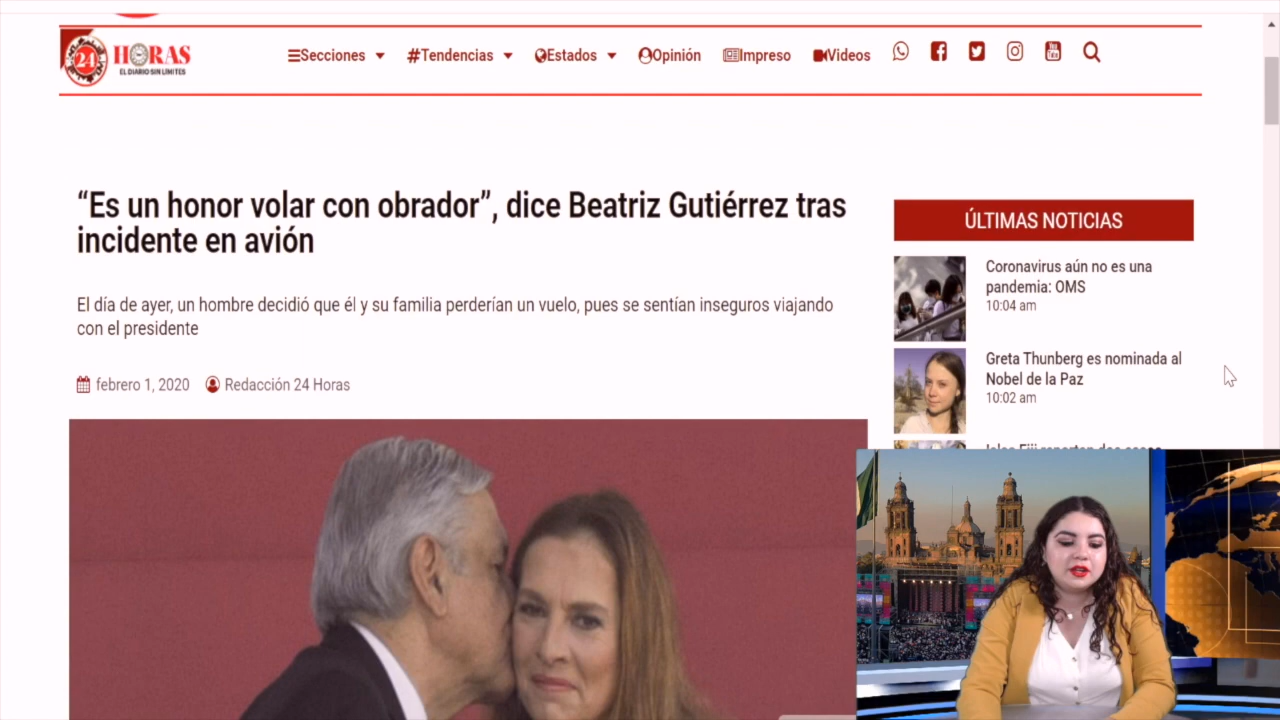 24 HORAS
EL DIARIO SIN LÍMITES
Secciones
#Tendencias
Estados
Opinión
Impreso
Videos
“Es un honor volar con obrador”, dice Beatriz Gutiérrez tras
incidente en avión
El día de ayer, un hombre decidió que él y su familia perderían un vuelo, pues se sentían inseguros viajando
con el presidente
febrero 1, 2020 Redacción 24 Horas
ÚLTIMAS NOTICIAS
Coronavirus aún no es una
pandemia: OMS
10:04 am
Greta Thunberg es nominada al
Nobel de la Paz
10:02 am